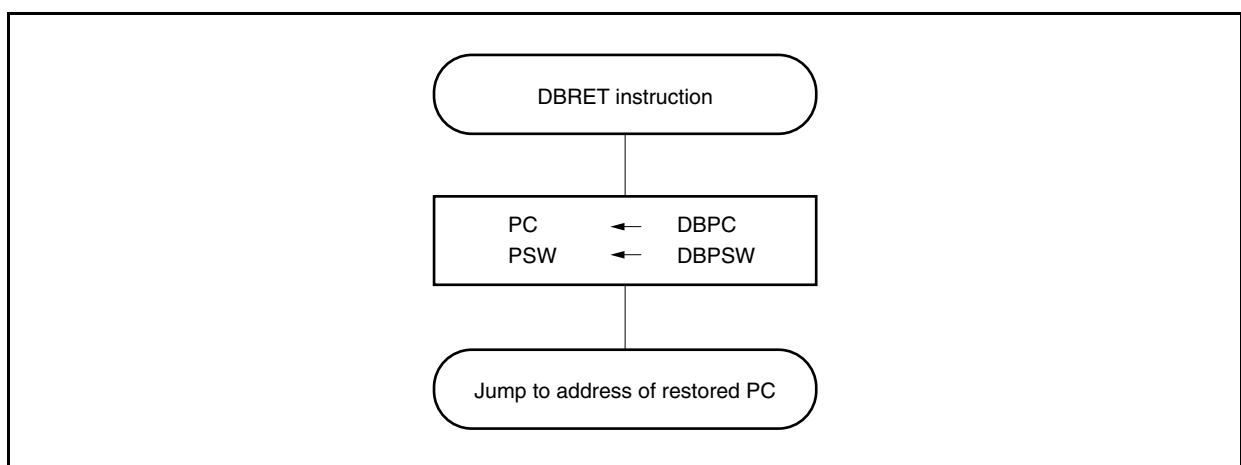 DBRET instruction
PC ← DBPC
PSW ← DBPSW
Jump to address of restored PC